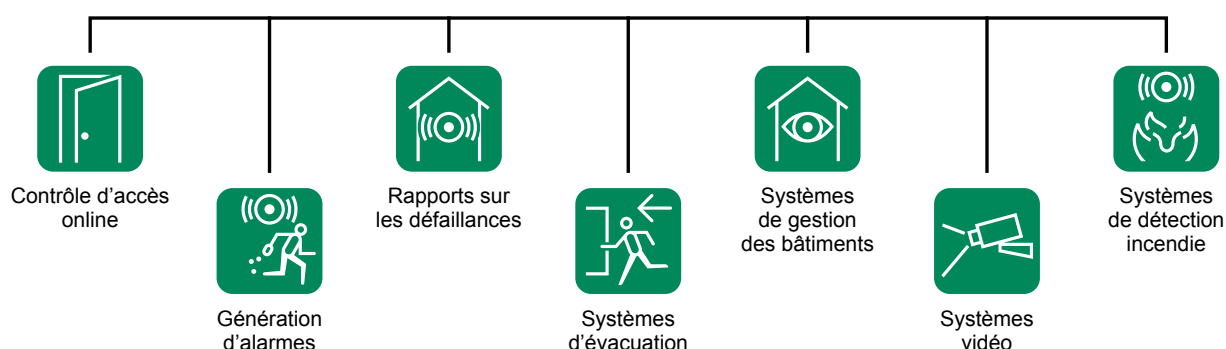 Contrôle d’accès
online
Génération
d’alarmes
Rapports sur
les défaillances
Systèmes
d’évacuation
Systèmes
de gestion
des bâtiments
Systèmes
vidéo
Systèmes
de détection
incendie